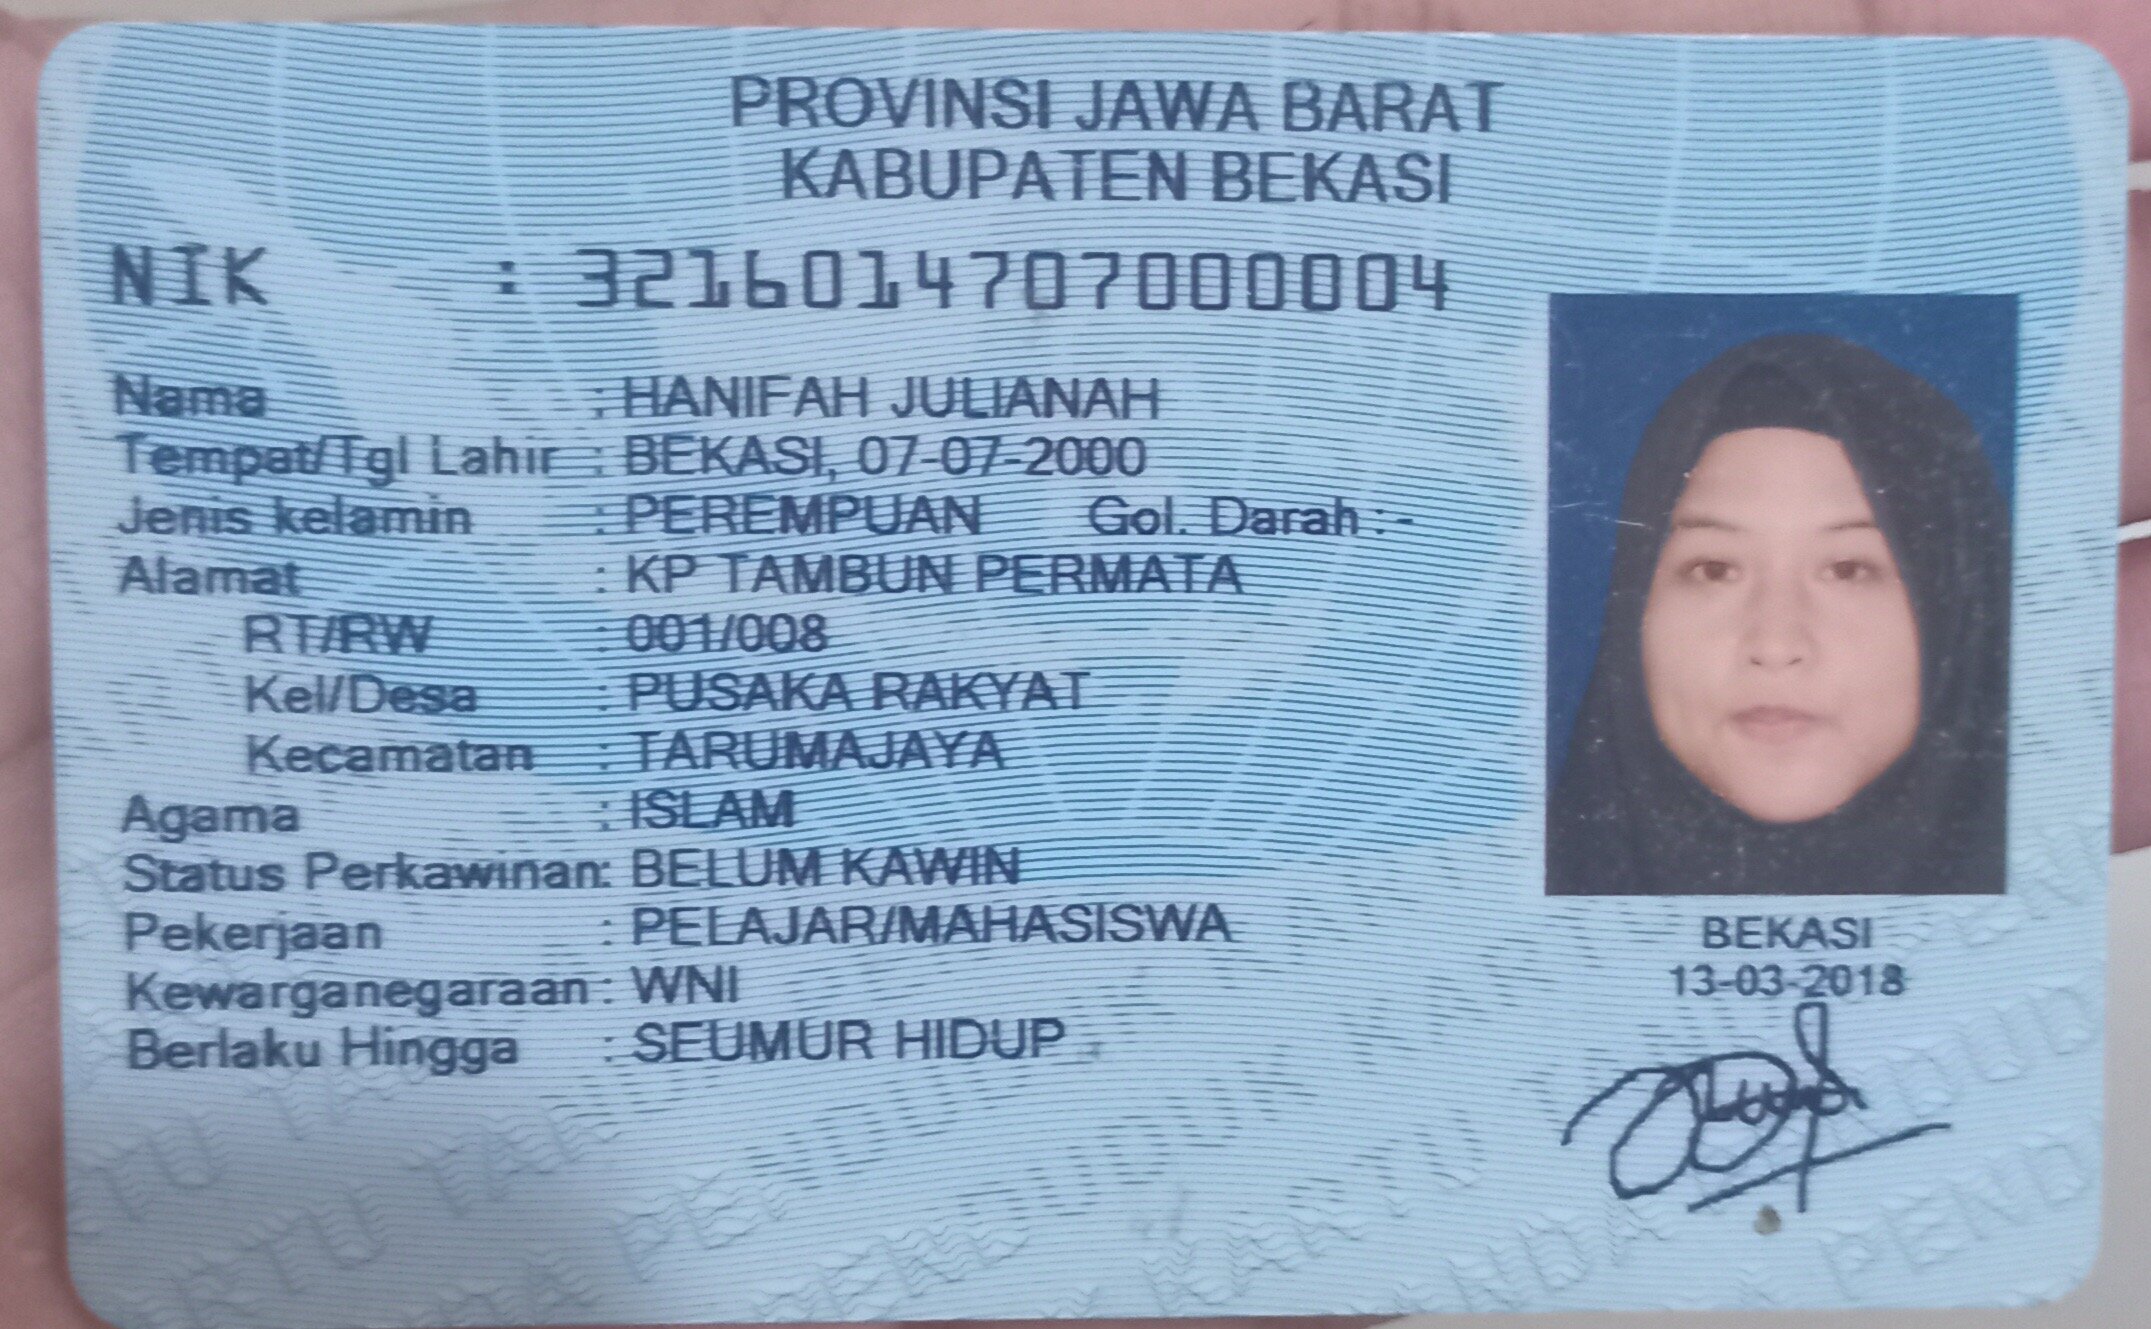 PROVINSI JAWA BARAT
KABUPATEN BEKASI
NIK : 3216014707000004
Nama : HANIFAH JULIANAH
Tempat/Tgl Lahir : BEKASI, 07-07-2000
Jenis kelamin : PEREMPUAN Gol. Darah : -
Alamat : KP TAMBUN PERMATA
RT/RW : 001/008
Kel/Desa : PUSAKA RAKYAT
Kecamatan : TARUMAJAYA
Agama : ISLAM
Status Perkawinan: BELUM KAWIN
Pekerjaan : PELAJAR/MAHASISWA
Kewarganegaraan : WNI
Berlaku Hingga : SEUMUR HIDUP
BEKASI
13-03-2018